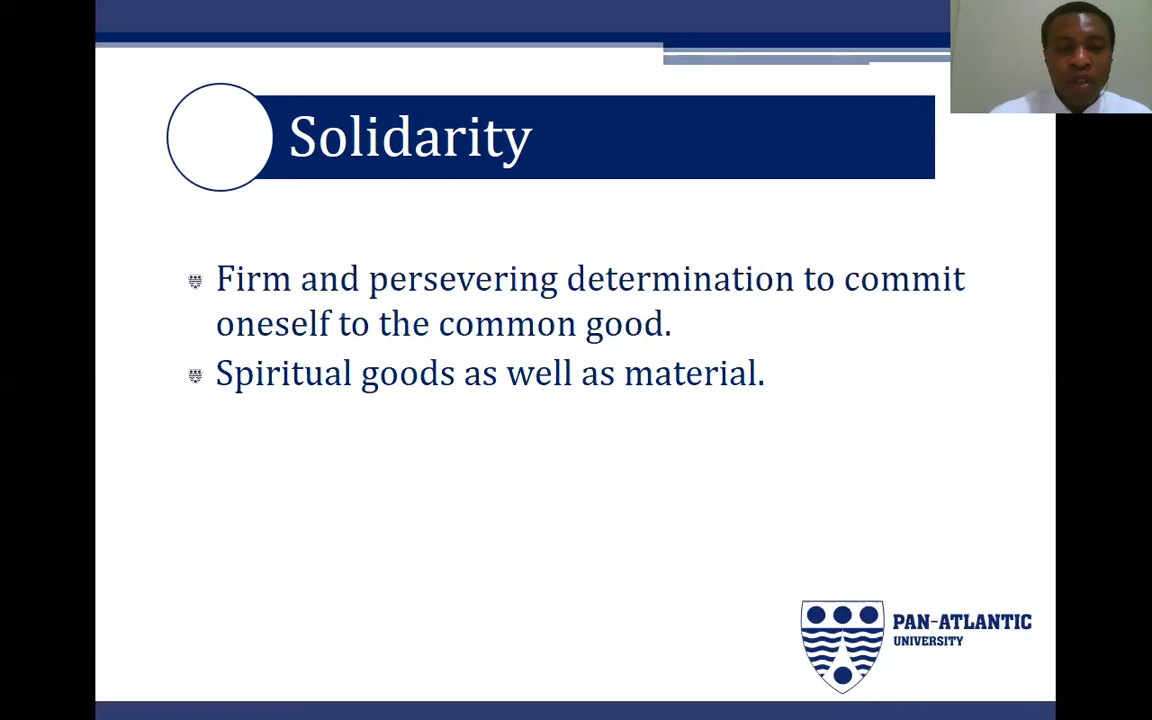 Solidarity
Firm and persevering determination to commit
oneself to the common good.
Spiritual goods as well as material.
PAN-ATLANTIC
UNIVERSITY